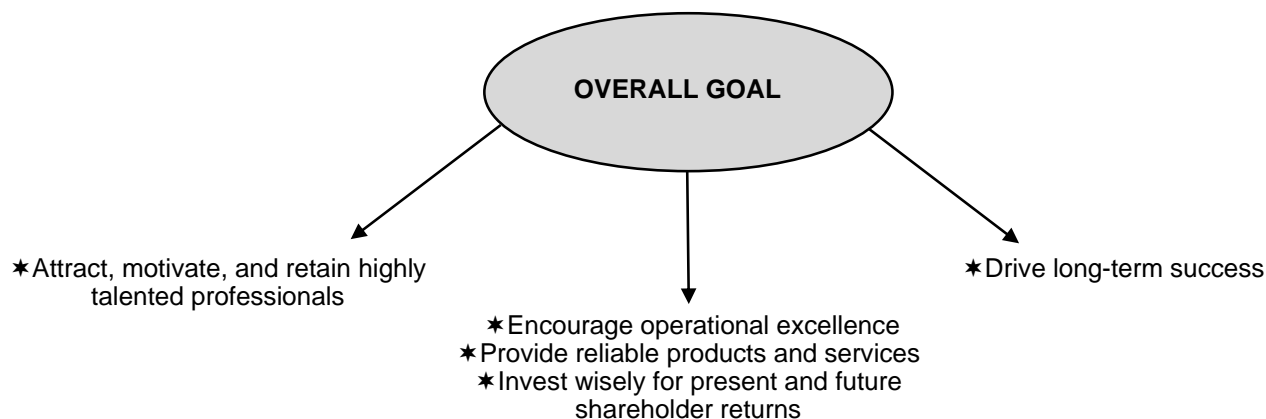 OVERALL GOAL
✶Attract, motivate, and retain highly
talented professionals
✶Encourage operational excellence
✶Provide reliable products and services
✶Invest wisely for present and future
shareholder returns
✶Drive long-term success